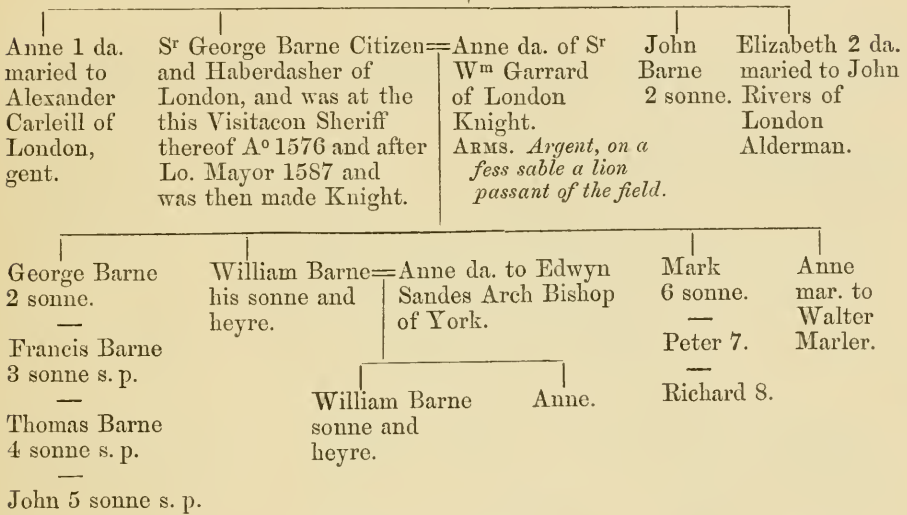 Anne 1 da.
maried to
Alexander
Carleill of
London,
gent.
Sʳ George Barne Citizen
and Haberdasher of
London, and was at the
this Visitacon Sheriff
thereof Aº 1576 and after
Lo. Mayor 1587 and
was then made Knight.
Anne da. of Sʳ
Wᵐ Garrard
of London
Knight.
ARMS. Argent, on a
fess sable a lion
passant of the field.
John
Barne
2 sonne.
Elizabeth 2 da.
maried to John
Rivers of
London
Alderman.
George Barne
2 sonne.
Francis Barne
3 sonne s. p.
Thomas Barne
4 sonne s. p.
John 5 sonne s. p.
William Barne
his sonne and
heyre.
Anne da. to Edwyn
Sandes Arch Bishop
of York.
William Barne
sonne and
heyre.
Anne.
Mark
6 sonne.
Peter 7.
Richard 8.
Anne
mar. to
Walter
Marler.